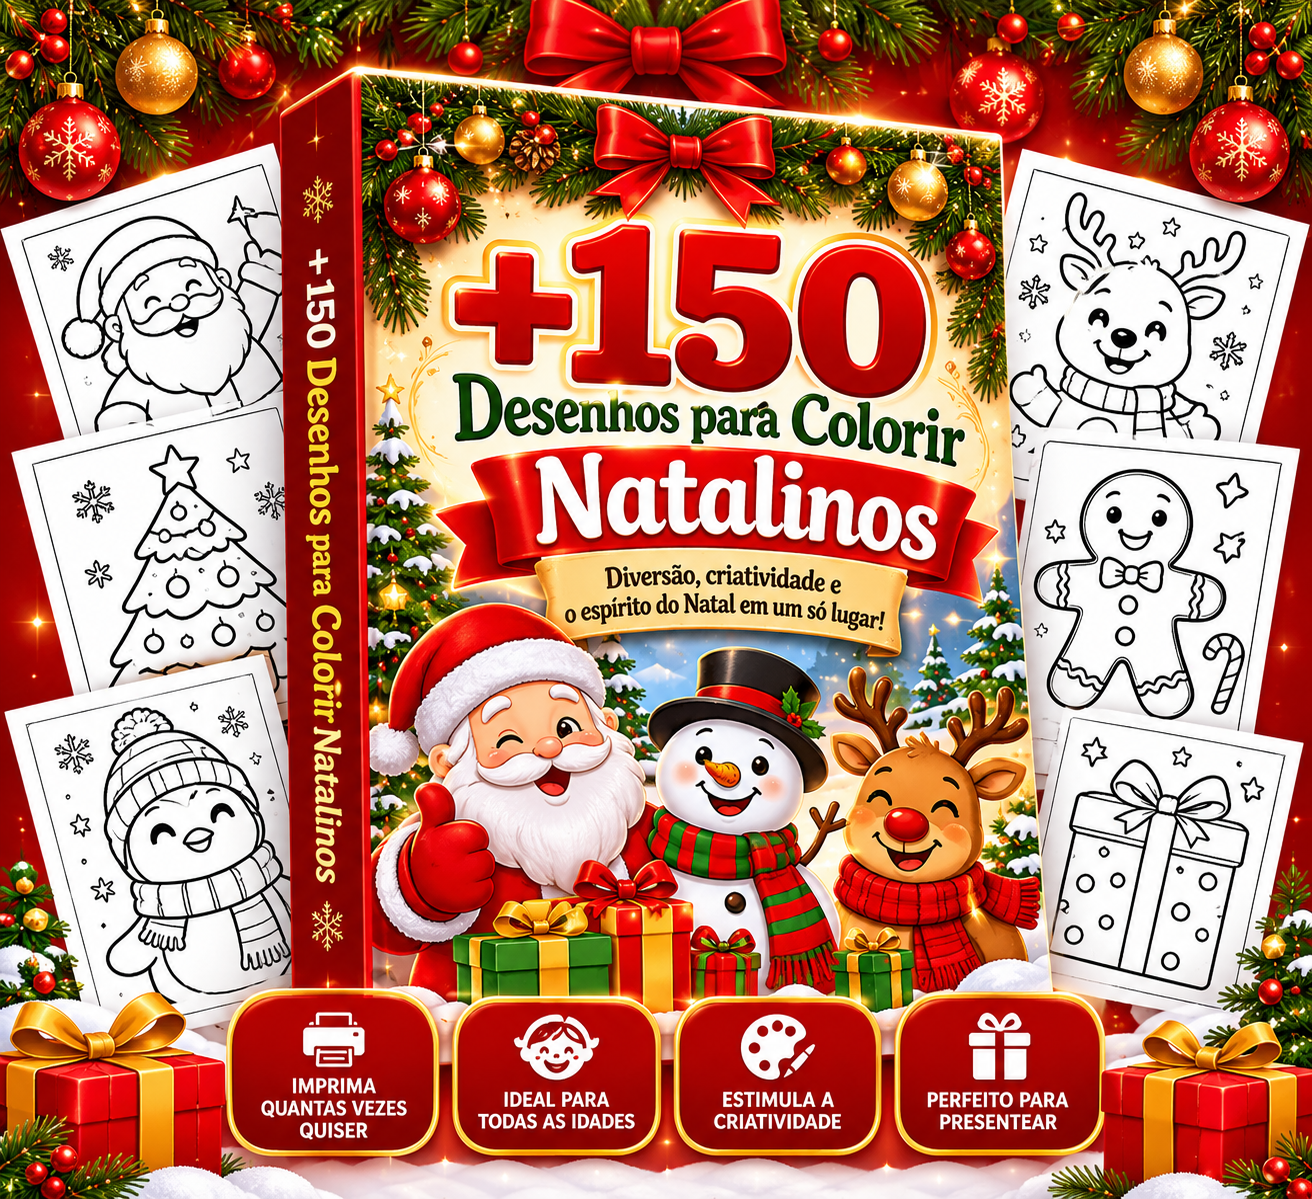 +150 Desenhos para Colorir Natalinos
+150
Desenhos para Colorir
Natalinos
Diversão, criatividade e
o espírito do Natal em um só lugar!
IMPRIMA
QUANTAS VEZES
QUISER
IDEAL PARA
TODAS AS IDADES
ESTIMULA A
CRIATIVIDADE
PERFEITO PARA
PRESENTEAR